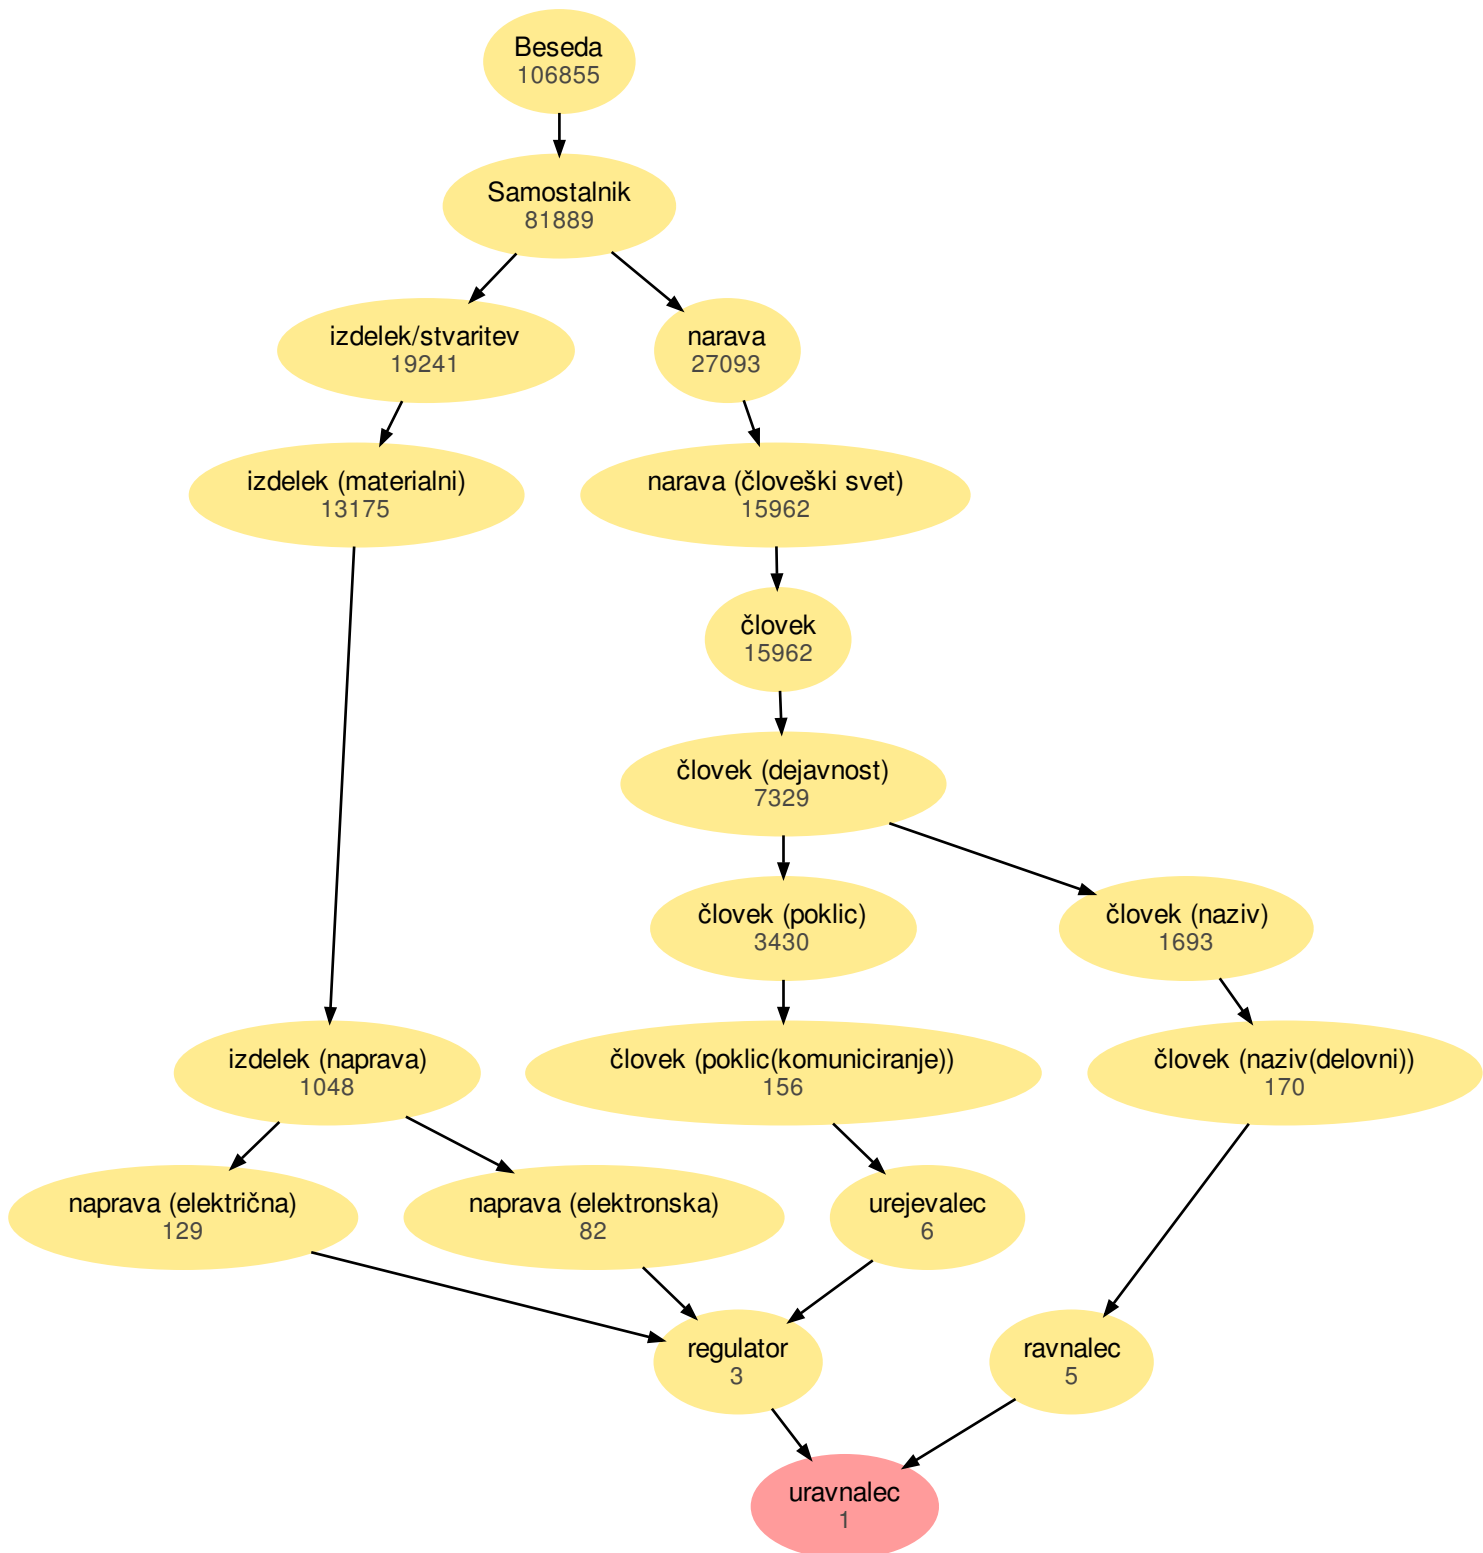 Beseda
106855
Samostalnik
81889
izdelek/stvaritev
19241
narava
27093
izdelek (materialni)
13175
narava (človeški svet)
15962
človek
15962
človek (dejavnost)
7329
človek (poklic)
3430
človek (naziv)
1693
izdelek (naprava)
1048
človek (poklic(komuniciranje))
156
človek (naziv(delovni))
170
naprava (električna)
129
naprava (elektronska)
82
urejevalec
6
regulator
3
ravnalec
5
uravnalec
1